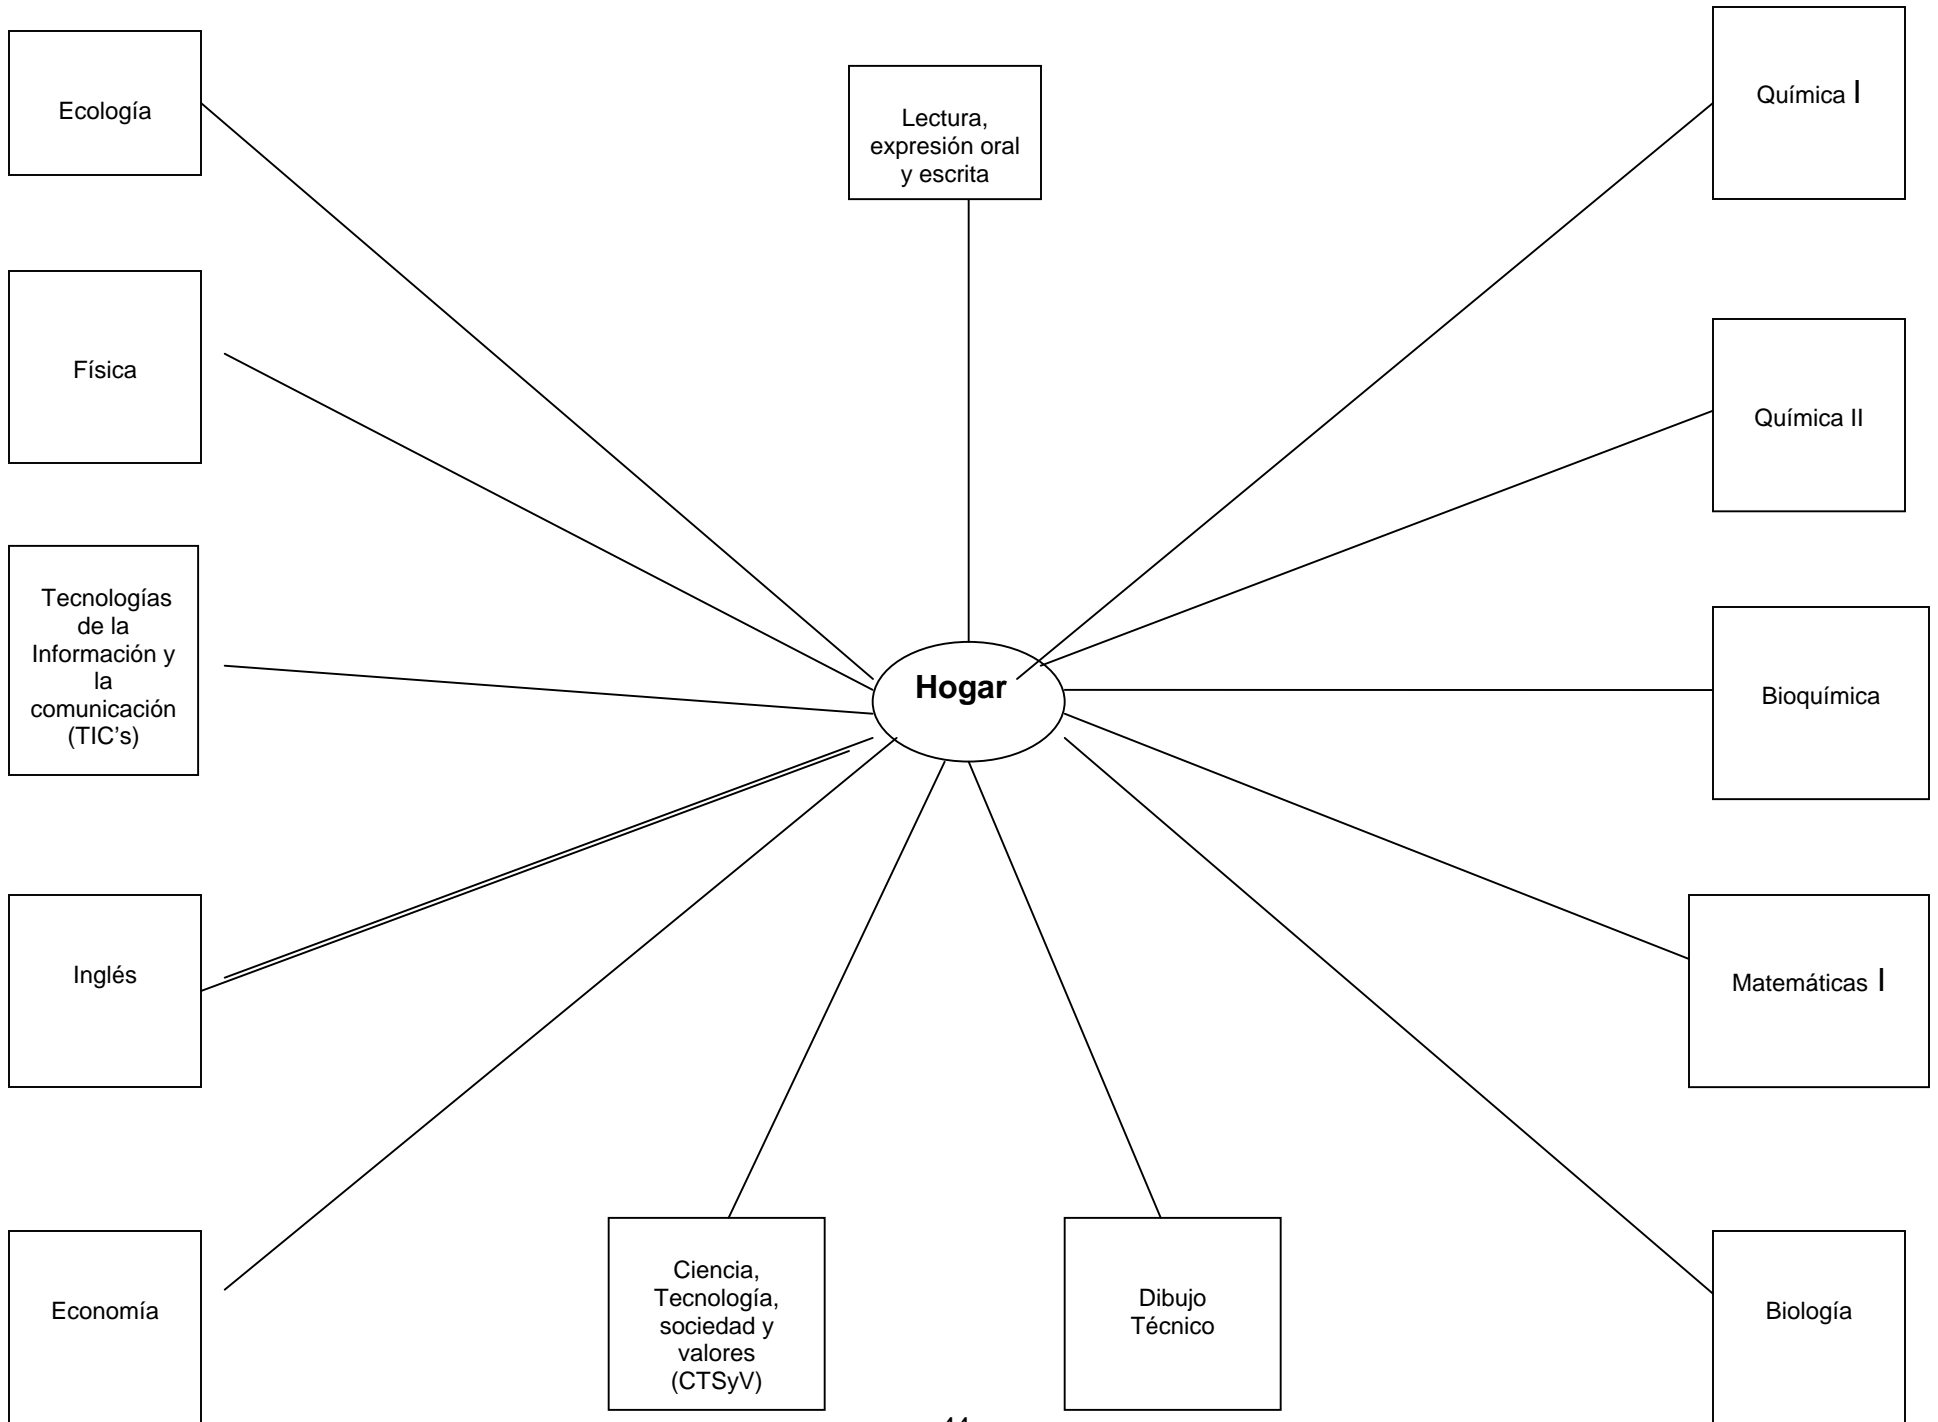 Ecología
Lectura,
expresión oral
y escrita
Química I
Física
Química II
Tecnologías
de la
Información y
la
comunicación
(TIC's)
Hogar
Bioquímica
Inglés
Matemáticas I
Economía
Ciencia,
Tecnología,
sociedad y
valores
(CTSyV)
Dibujo
Técnico
Biología